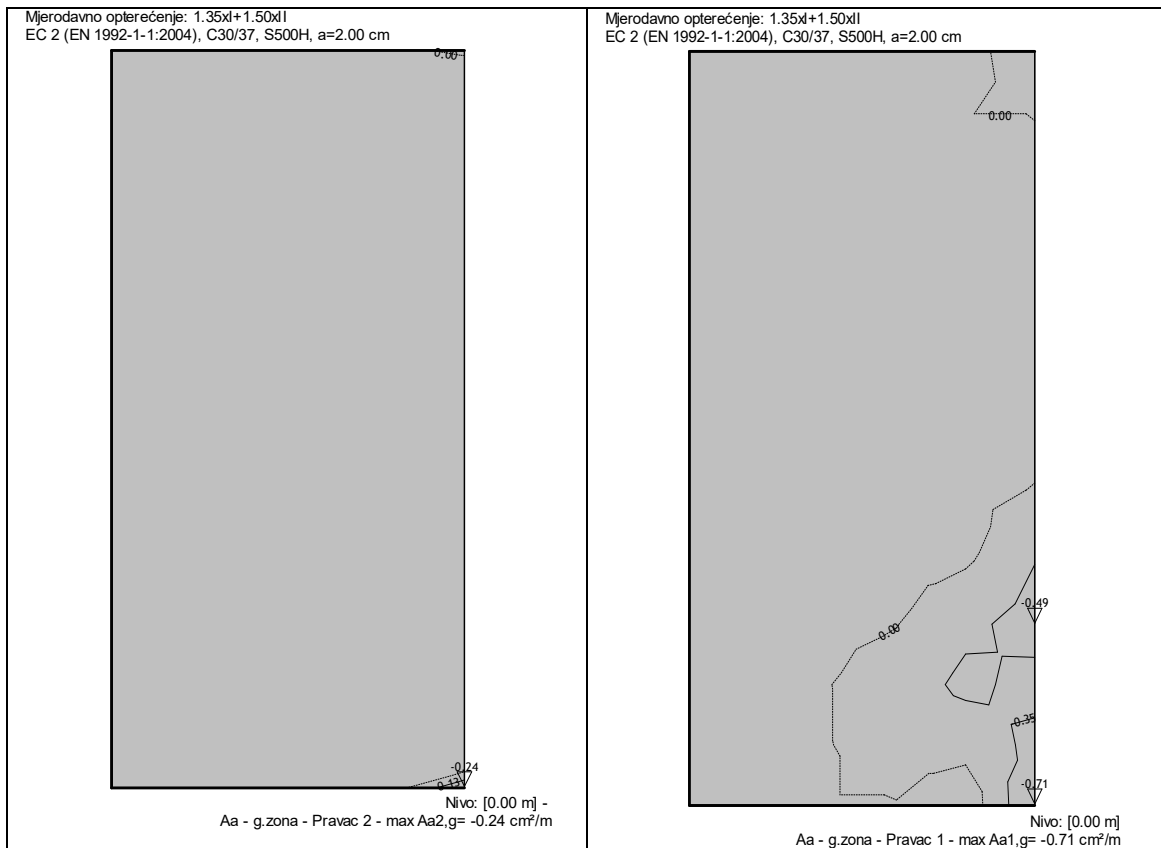 Mjerodavno opterećenje: 1.35xI+1.50xII
EC 2 (EN 1992-1-1:2004), C30/37, S500H, a=2.00 cm
0.00
-0.24
0.13
Nivo: [0.00 m] -
Aa - g.zona - Pravac 2 - max Aa2,g= -0.24 cm²/m
Mjerodavno opterećenje: 1.35xI+1.50xII
EC 2 (EN 1992-1-1:2004), C30/37, S500H, a=2.00 cm
0.00
-0.49
0.00
0.35
-0.71
Nivo: [0.00 m]
Aa - g.zona - Pravac 1 - max Aa1,g= -0.71 cm²/m